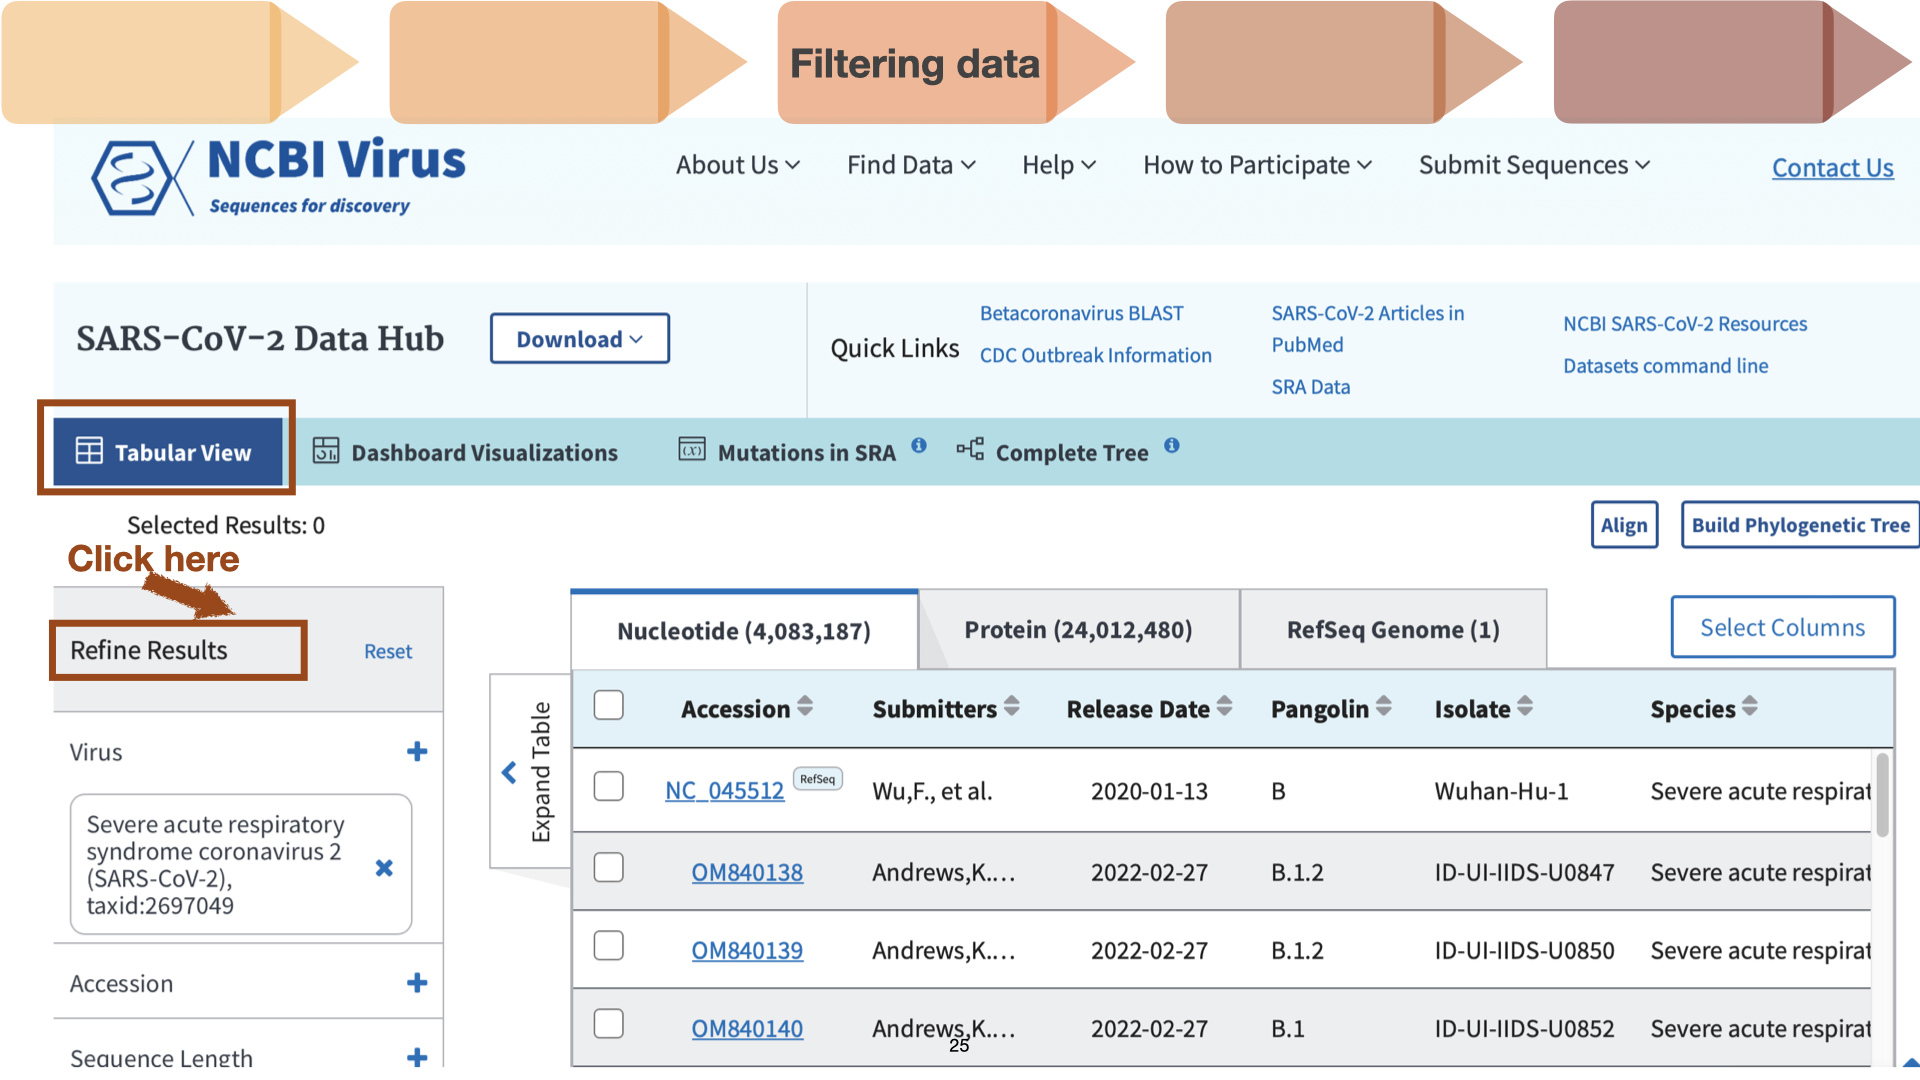 Filtering data
NCBI Virus
Sequences for discovery
About Us
Find Data
Help
How to Participate
Submit Sequences
Contact Us
SARS-CoV-2 Data Hub
Download
Quick Links
Betacoronavirus BLAST
CDC Outbreak Information
SARS-CoV-2 Articles in
PubMed
SRA Data
NCBI SARS-CoV-2 Resources
Datasets command line
Tabular View
Dashboard Visualizations
Mutations in SRA
Complete Tree
Selected Results: 0
Align
Build Phylogenetic Tree
Click here
Refine Results
Reset
Virus
Severe acute respiratory
syndrome coronavirus 2
(SARS-CoV-2),
taxid:2697049
Accession
Sequence Length
Expand Table
Nucleotide (4,083,187)
Protein (24,012,480)
RefSeq Genome (1)
Select Columns
Accession Submitters Release Date Pangolin Isolate Species
NC_045512 RefSeq Wu,F., et al. 2020-01-13 B Wuhan-Hu-1 Severe acute respirat
OM840138 Andrews,K.... 2022-02-27 B.1.2 ID-UI-IIDS-U0847 Severe acute respirat
OM840139 Andrews,K.... 2022-02-27 B.1.2 ID-UI-IIDS-U0850 Severe acute respirat
OM840140 Andrews,K.... 2022-02-27 B.1 ID-UI-IIDS-U0852 Severe acute respirat
25